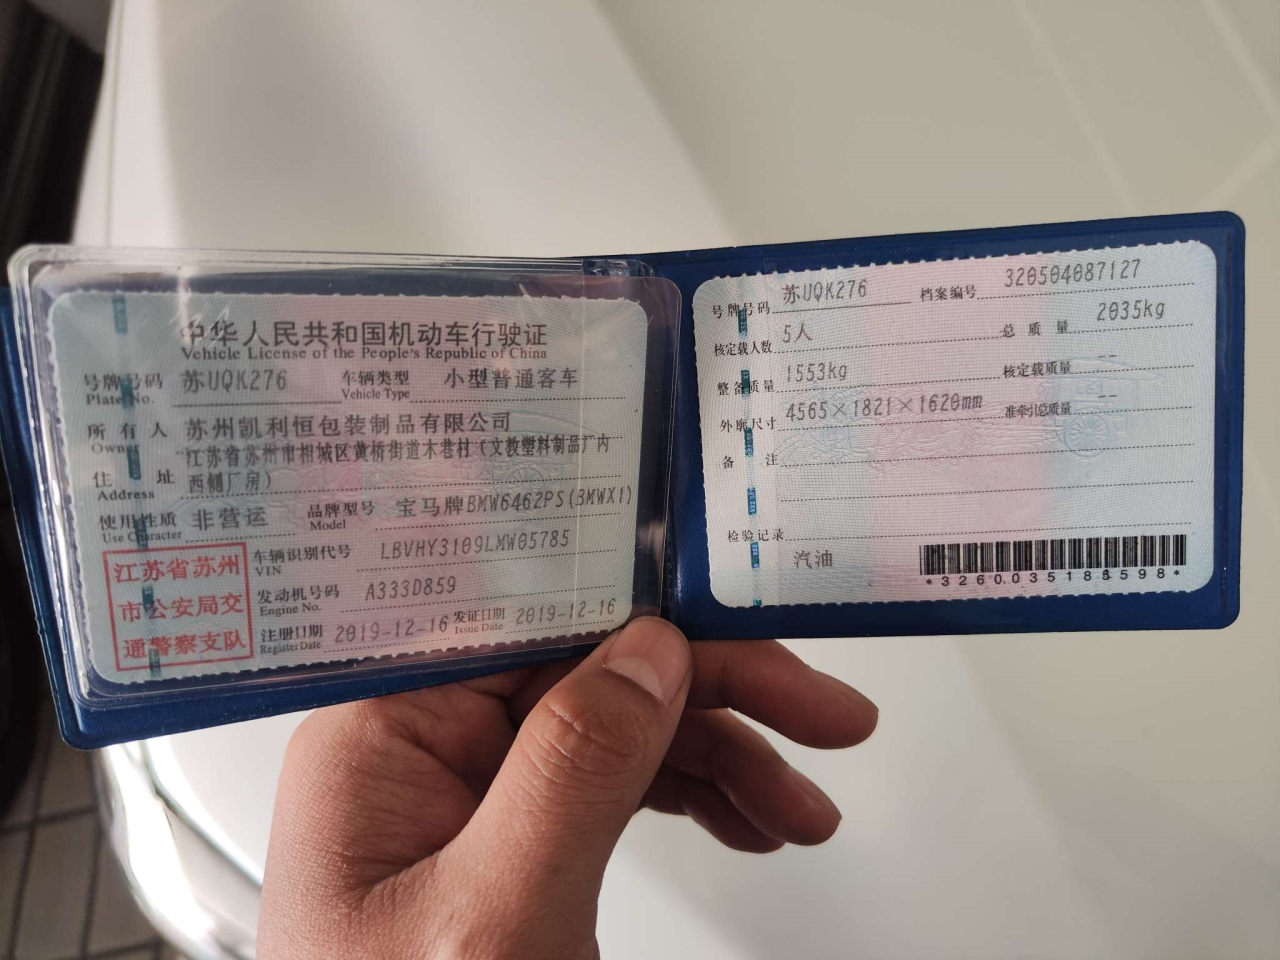 中华人民共和国机动车行驶证
Vehicle License of the People's Republic of China
号牌号码 苏UQK276 车辆类型 小型普通客车
Plate No. Vehicle Type
所有人 苏州凯利恒包装制品有限公司
Owner
住址 江苏省苏州市相城区黄桥街道木巷村（文教塑料制品厂内
Address 西侧厂房）
使用性质 非营运 品牌型号 宝马牌BMW6462PS(BMWX1)
Use Character Model
江苏省苏州
市公安局交
通警察支队
车辆识别代号 LBVHY3109LMW05785
VIN
发动机号码 A333D859
Engine No.
注册日期 2019-12-16 发证日期 2019-12-16
Register Date Issue Date
号牌号码 苏UQK276 档案编号 320504087127
核定载人数 5人 总质量 2035kg
整备质量 1553kg 核定载质量 --
外廓尺寸 4565×1821×1620mm 准牵引总质量 --
备注
检验记录
汽油
*3260035185598*